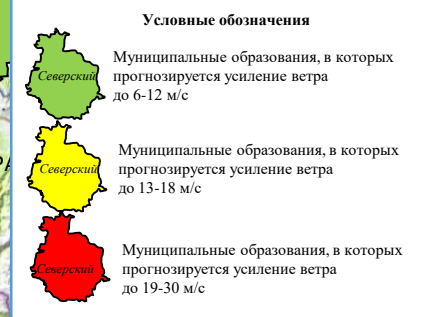 Условные обозначения
Северский
Муниципальные образования, в которых
прогнозируется усиление ветра
до 6-12 м/с
Северский
Муниципальные образования, в которых
прогнозируется усиление ветра
до 13-18 м/с
Северский
Муниципальные образования, в которых
прогнозируется усиление ветра
до 19-30 м/с